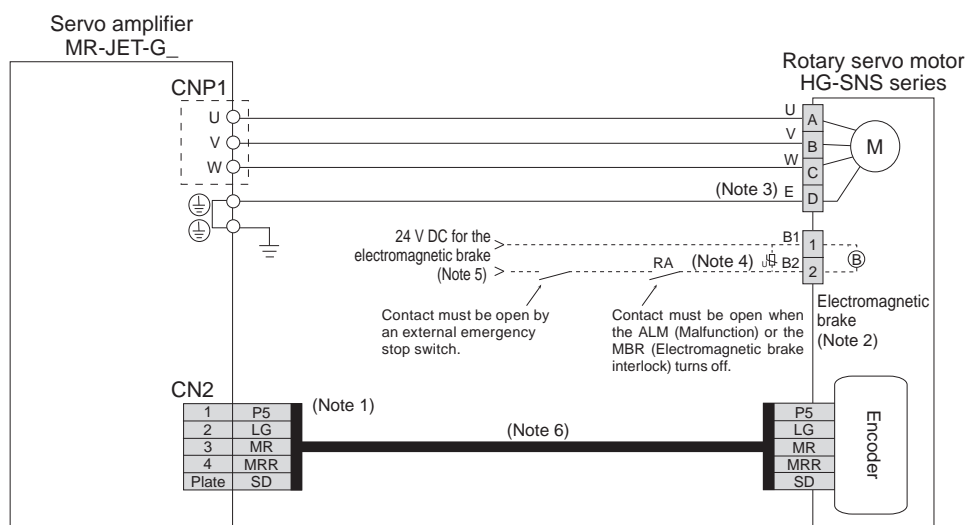 Servo amplifier
MR-JET-G_
Rotary servo motor
HG-SNS series
CNP1
U
V
W
U
V
W
(Note 3) E
A
B
C
D
M
24 V DC for the
electromagnetic brake
(Note 5)
RA
(Note 4)
B1
U
B2
1
2
B
Contact must be open by
an external emergency
stop switch.
Contact must be open when
the ALM (Malfunction) or the
MBR (Electromagnetic brake
interlock) turns off.
Electromagnetic
brake
(Note 2)
CN2
1 P5
2 LG
3 MR
4 MRR
Plate SD
(Note 1)
(Note 6)
P5
LG
MR
MRR
SD
Encoder